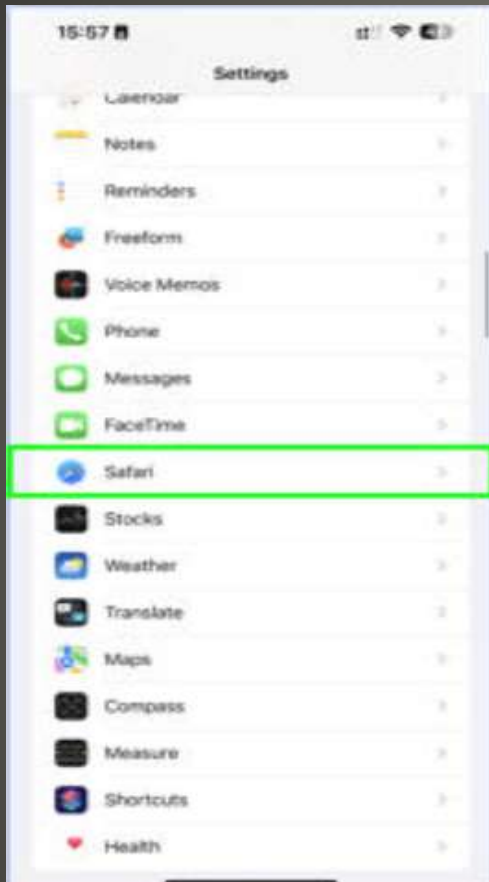 15:57
Settings
Calendar
Notes
Reminders
Freeform
Voice Memos
Phone
Messages
FaceTime
Safari
Stocks
Weather
Translate
Maps
Compass
Measure
Shortcuts
Health